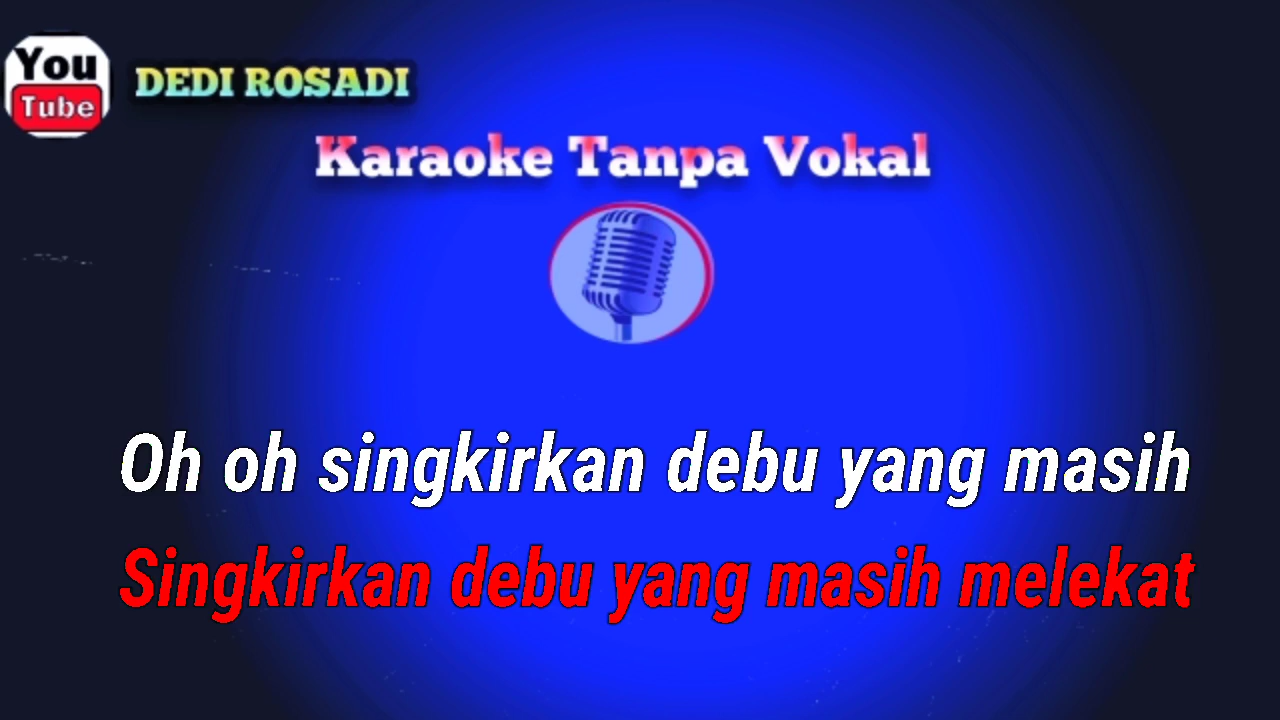 You
Tube
DEDI ROSADI
Karaoke Tanpa Vokal
Oh oh singkirkan debu yang masih
Singkirkan debu yang masih melekat